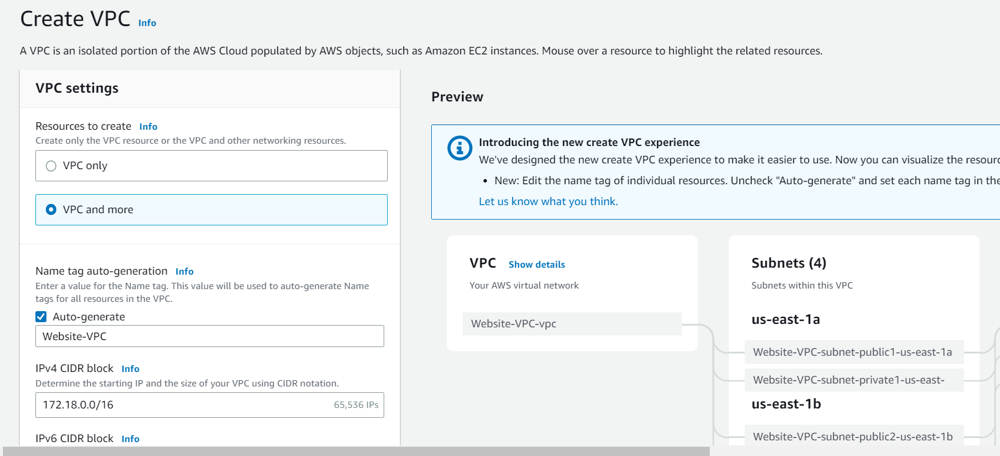 Create VPC Info
A VPC is an isolated portion of the AWS Cloud populated by AWS objects, such as Amazon EC2 instances. Mouse over a resource to highlight the related resources.
VPC settings
Resources to create Info
Create only the VPC resource or the VPC and other networking resources.
VPC only
VPC and more
Name tag auto-generation Info
Enter a value for the Name tag. This value will be used to auto-generate Name
tags for all resources in the VPC.
Auto-generate
Website-VPC
IPv4 CIDR block Info
Determine the starting IP and the size of your VPC using CIDR notation.
172.18.0.0/16 65,536 IPs
IPv6 CIDR block Info
Preview
Introducing the new create VPC experience
We've designed the new create VPC experience to make it easier to use. Now you can visualize the resourc
• New: Edit the name tag of individual resources. Uncheck "Auto-generate" and set each name tag in the
Let us know what you think.
VPC Show details
Your AWS virtual network
Website-VPC-vpc
Subnets (4)
Subnets within this VPC
us-east-1a
Website-VPC-subnet-public1-us-east-1a
Website-VPC-subnet-private1-us-east-
us-east-1b
Website-VPC-subnet-public2-us-east-1b